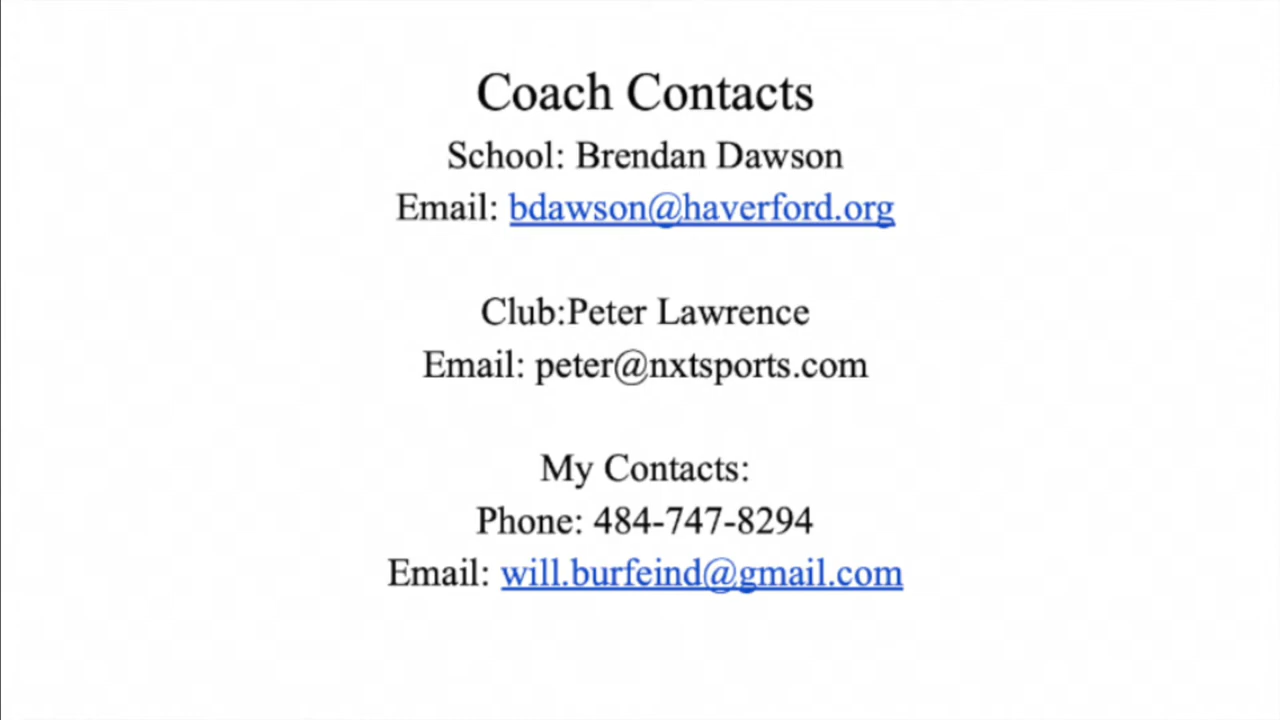 Coach Contacts
School: Brendan Dawson
Email: bdawson@haverford.org
Club:Peter Lawrence
Email: peter@nxtsports.com
My Contacts:
Phone: 484-747-8294
Email: will.burfeind@gmail.com